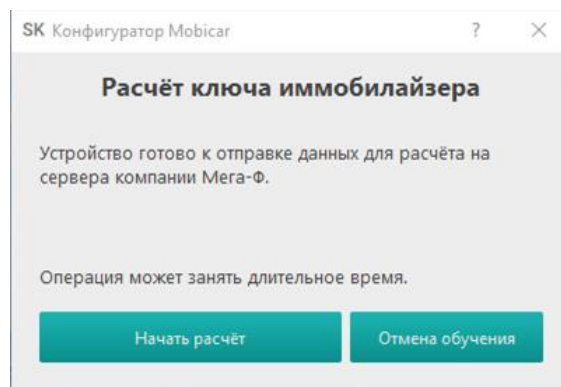 SK Конфигуратор Mobicar ? ×
Расчёт ключа иммобилайзера
Устройство готово к отправке данных для расчёта на
сервера компании Мега-Ф.
Операция может занять длительное время.
Начать расчёт Отмена обучения